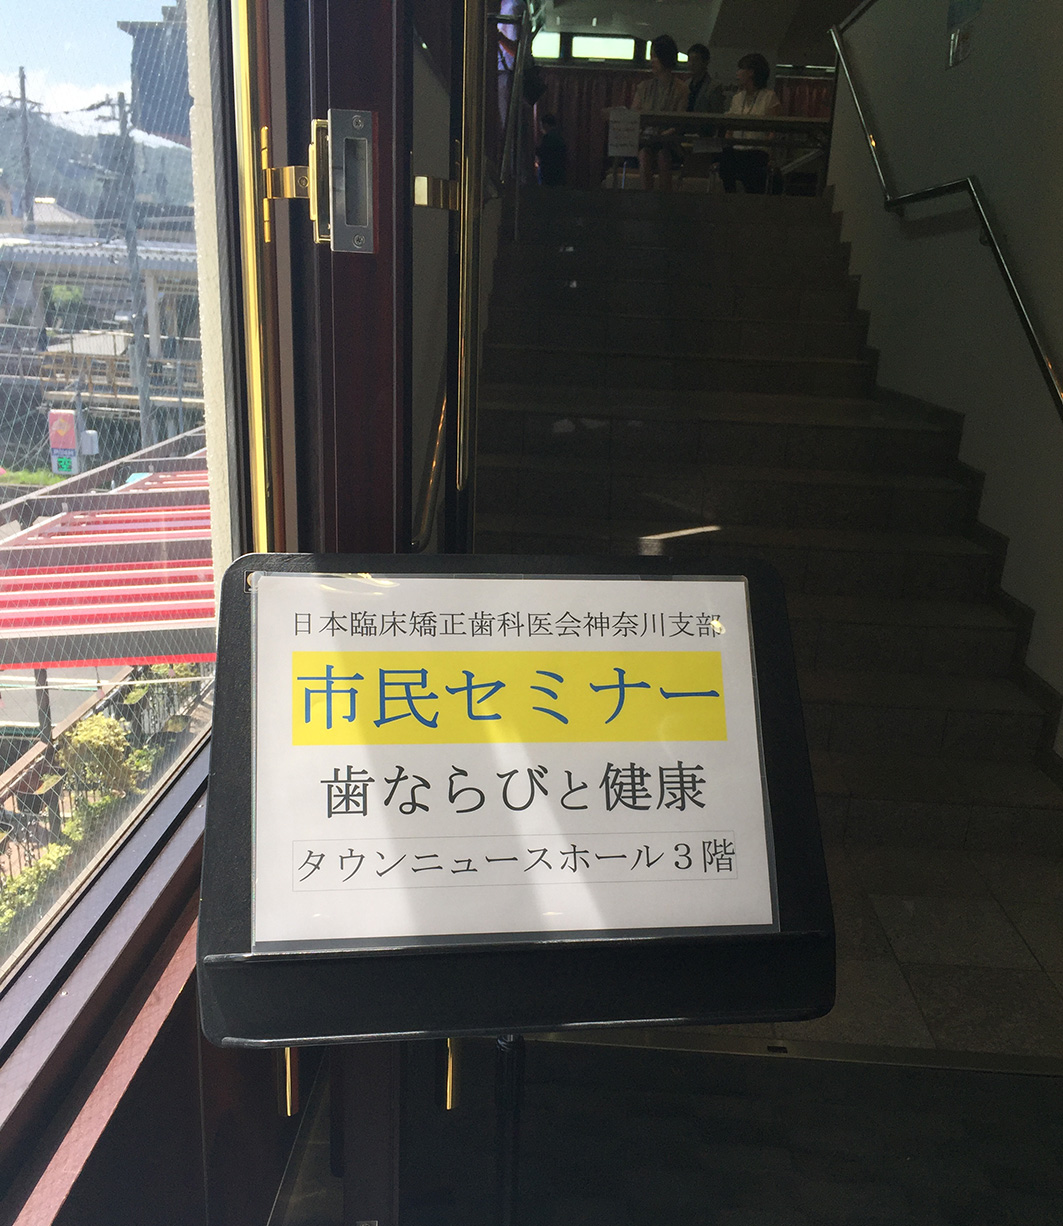 日本臨床矯正歯科医会神奈川支部
市民セミナー
歯ならびと健康
タウンニュースホール３階